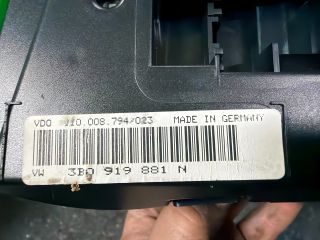 VDO 110.008.794/023 MADE IN GERMANY
VW 3B0 919 881 N